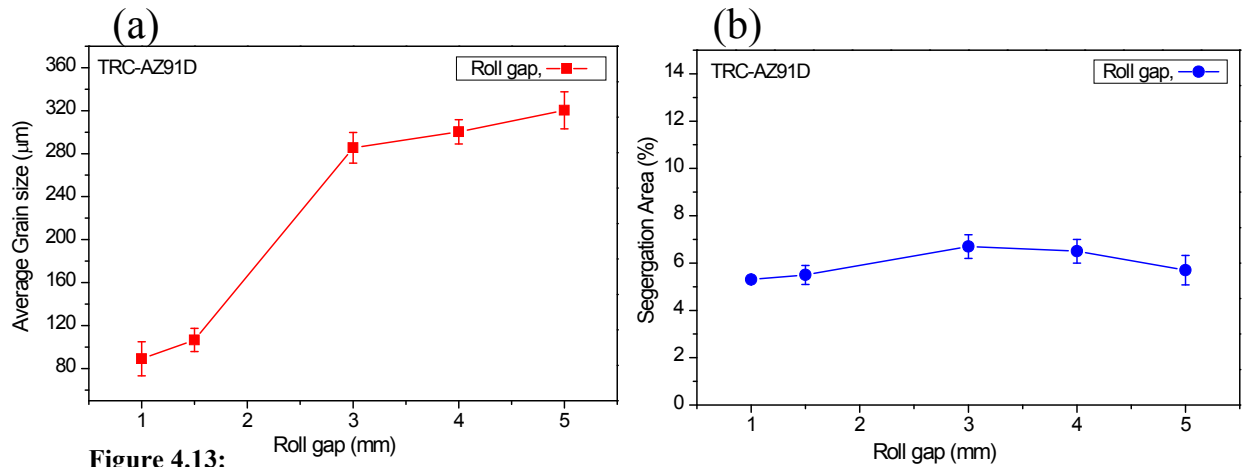 (a)
TRC-AZ91D
Roll gap,
360
320
280
240
200
160
120
80
Average Grain size (μm)
1 2 3 4 5
Roll gap (mm)
(b)
TRC-AZ91D
Roll gap,
14
12
10
8
6
4
2
0
Segergation Area (%)
1 2 3 4 5
Roll gap (mm)
Figure 4.13: